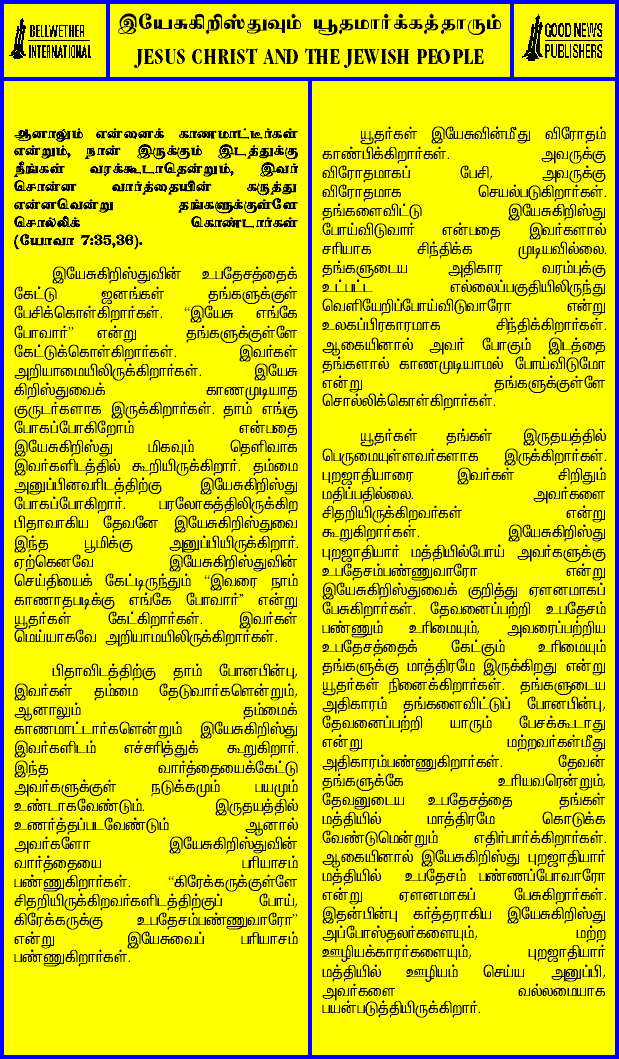 BELLWETHER
INTERNATIONAL
இயேசுகிறிஸ்துவும் யூதமார்க்கத்தாரும்
JESUS CHRIST AND THE JEWISH PEOPLE
GOOD NEWS
PUBLISHERS
ஆனாலும் என்னைக் காணமாட்டீர்கள்
என்றும், நான் இருக்கும் இடத்துக்கு
நீங்கள் வரக்கூடாதென்றும், இவர்
சொன்ன வார்த்தையின் கருத்து
என்னவென்று தங்களுக்குள்ளே
சொல்லிக் கொண்டார்கள்
(யோவா 7:35,36).
இயேசுகிறிஸ்துவின் உபதேசத்தைக்
கேட்டு ஜனங்கள் தங்களுக்குள்
பேசிக்கொள்கிறார்கள். “இயேசு எங்கே
போவார்” என்று தங்களுக்குள்ளே
கேட்டுக்கொள்கிறார்கள். இவர்கள்
அறியாமையிலிருக்கிறார்கள். இயேசு
கிறிஸ்துவைக் காணமுடியாத
குருடர்களாக இருக்கிறார்கள். தாம் எங்கு
போகப்போகிறோம் என்பதை
இயேசுகிறிஸ்து மிகவும் தெளிவாக
இவர்களிடத்தில் கூறியிருக்கிறார். தம்மை
அனுப்பினவரிடத்திற்கு இயேசுகிறிஸ்து
போகப்போகிறார். பரலோகத்திலிருக்கிற
பிதாவாகிய தேவனே இயேசுகிறிஸ்துவை
இந்த பூமிக்கு அனுப்பியிருக்கிறார்.
ஏற்கெனவே இயேசுகிறிஸ்துவின்
செய்தியைக் கேட்டிருந்தும் “இவரை நாம்
காணாதபடிக்கு எங்கே போவார்” என்று
யூதர்கள் கேட்கிறார்கள். இவர்கள்
மெய்யாகவே அறியாமயிலிருக்கிறார்கள்.
பிதாவிடத்திற்கு தாம் போனபின்பு,
இவர்கள் தம்மை தேடுவார்களென்றும்,
ஆனாலும் தம்மைக்
காணமாட்டார்களென்றும் இயேசுகிறிஸ்து
இவர்களிடம் எச்சரித்துக் கூறுகிறார்.
இந்த வார்த்தையைக்கேட்டு
அவர்களுக்குள் நடுக்கமும் பயமும்
உண்டாகவேண்டும். இருதயத்தில்
உணர்த்தப்படவேண்டும் ஆனால்
அவர்களோ இயேசுகிறிஸ்துவின்
வார்த்தையை பரியாசம்
பண்ணுகிறார்கள். “கிரேக்கருக்குள்ளே
சிதறியிருக்கிறவர்களிடத்திற்குப் போய்,
கிரேக்கருக்கு உபதேசம்பண்ணுவாரோ”
என்று இயேசுவைப் பரியாசம்
பண்ணுகிறார்கள்.
யூதர்கள் இயேசுவின்மீது விரோதம்
காண்பிக்கிறார்கள். அவருக்கு
விரோதமாகப் பேசி, அவருக்கு
விரோதமாக செயல்படுகிறார்கள்.
தங்களைவிட்டு இயேசுகிறிஸ்து
போய்விடுவார் என்பதை இவர்களால்
சரியாக சிந்திக்க முடியவில்லை.
தங்களுடைய அதிகார வரம்புக்கு
உட்பட்ட எல்லைப்பகுதியிலிருந்து
வெளியேறிப்போய்விடுவாரோ என்று
உலகப்பிரகாரமாக சிந்திக்கிறார்கள்.
ஆகையினால் அவர் போகும் இடத்தை
தங்களால் காணமுடியாமல் போய்விடுமோ
என்று தங்களுக்குள்ளே
சொல்லிக்கொள்கிறார்கள்.
யூதர்கள் தங்கள் இருதயத்தில்
பெருமையுள்ளவர்களாக இருக்கிறார்கள்.
புறஜாதியாரை இவர்கள் சிறிதும்
மதிப்பதில்லை. அவர்களை
சிதறியிருக்கிறவர்கள் என்று
கூறுகிறார்கள். இயேசுகிறிஸ்து
புறஜாதியார் மத்தியில்போய் அவர்களுக்கு
உபதேசம்பண்ணுவாரோ என்று
இயேசுகிறிஸ்துவைக் குறித்து ஏளனமாகப்
பேசுகிறார்கள். தேவனைப்பற்றி உபதேசம்
பண்ணும் உரிமையும், அவரைப்பற்றிய
உபதேசத்தைக் கேட்கும் உரிமையும்
தங்களுக்கு மாத்திரமே இருக்கிறது என்று
யூதர்கள் நினைக்கிறார்கள். தங்களுடைய
அதிகாரம் தங்களைவிட்டுப் போனபின்பு,
தேவனைப்பற்றி யாரும் பேசக்கூடாது
என்று மற்றவர்கள்மீது
அதிகாரம்பண்ணுகிறார்கள். தேவன்
தங்களுக்கே உரியவரென்றும்,
தேவனுடைய உபதேசத்தை தங்கள்
மத்தியில் மாத்திரமே கொடுக்க
வேண்டுமென்றும் எதிர்பார்க்கிறார்கள்.
ஆகையினால் இயேசுகிறிஸ்து புறஜாதியார்
மத்தியில் உபதேசம் பண்ணப்போவாரோ
என்று ஏளனமாகப் பேசுகிறார்கள்.
இதன்பின்பு கர்த்தராகிய இயேசுகிறிஸ்து
அப்போஸ்தலர்களையும், மற்ற
ஊழியக்காரர்களையும், புறஜாதியார்
மத்தியில் ஊழியம் செய்ய அனுப்பி,
அவர்களை வல்லமையாக
பயன்படுத்தியிருக்கிறார்.